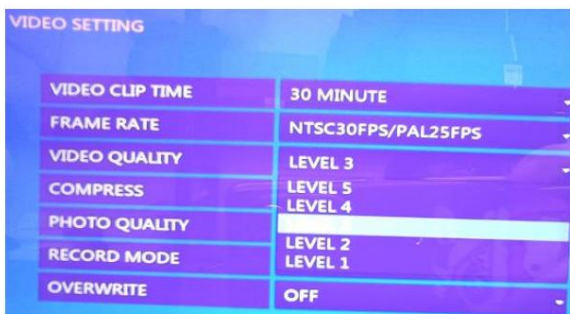 VIDEO SETTING
VIDEO CLIP TIME 30 MINUTE
FRAME RATE NTSC30FPS/PAL25FPS
VIDEO QUALITY LEVEL 3
COMPRESS LEVEL 5
LEVEL 4
PHOTO QUALITY
LEVEL 2
RECORD MODE LEVEL 1
OVERWRITE OFF